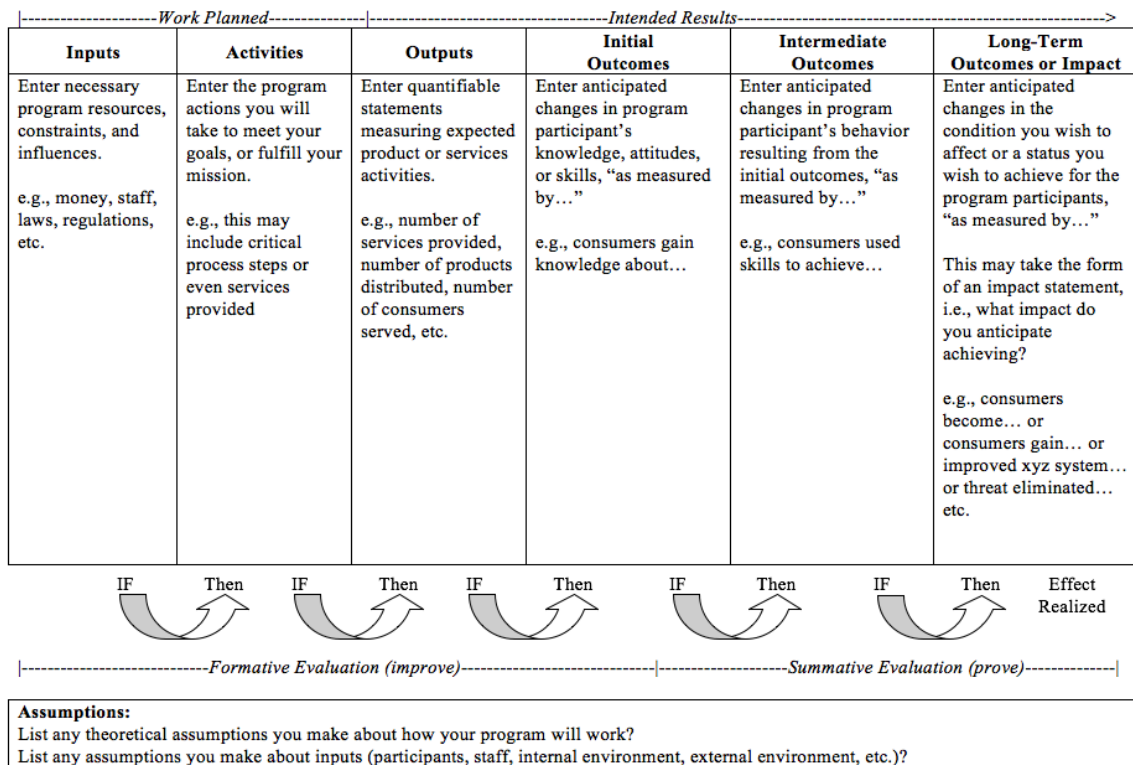 |--------------------Work Planned----------------|-----------------------------------Intended Results--------------------------------------------------------->
Inputs
Activities
Outputs
Initial
Outcomes
Intermediate
Outcomes
Long-Term
Outcomes or Impact
Enter necessary
program resources,
constraints, and
influences.
e.g., money, staff,
laws, regulations,
etc.
Enter the program
actions you will
take to meet your
goals, or fulfill your
mission.
e.g., this may
include critical
process steps or
even services
provided
Enter quantifiable
statements
measuring expected
product or services
activities.
e.g., number of
services provided,
number of products
distributed, number
of consumers
served, etc.
Enter anticipated
changes in program
participant's
knowledge, attitudes,
or skills, “as measured
by…”
e.g., consumers gain
knowledge about…
Enter anticipated
changes in program
participant's behavior
resulting from the
initial outcomes, “as
measured by…”
e.g., consumers used
skills to achieve…
Enter anticipated
changes in the
condition you wish to
affect or a status you
wish to achieve for the
program participants,
“as measured by…”
This may take the form
of an impact statement,
i.e., what impact do
you anticipate
achieving?
e.g., consumers
become… or
consumers gain… or
improved xyz system…
or threat eliminated…
etc.
IF Then IF Then IF Then IF Then IF Then Effect
Realized
|----------------------------Formative Evaluation (improve)-----------------------------|-------------------Summative Evaluation (prove)-------------|
Assumptions:
List any theoretical assumptions you make about how your program will work?
List any assumptions you make about inputs (participants, staff, internal environment, external environment, etc.)?